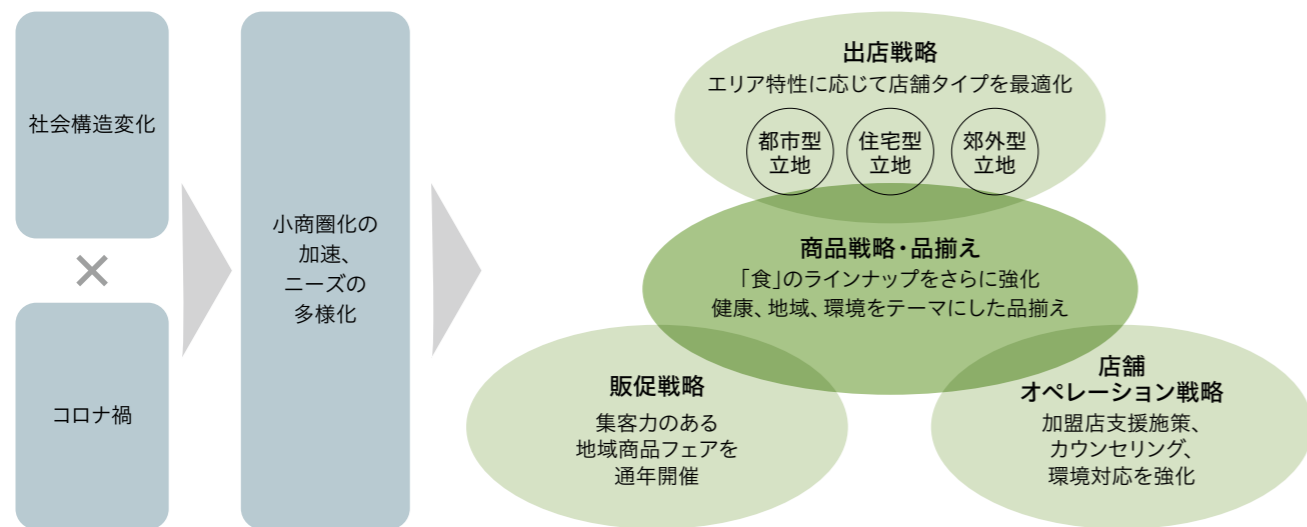 社会構造変化
×
コロナ禍
小商圏化の
加速、
ニーズの
多様化
出店戦略
エリア特性に応じて店舗タイプを最適化
都市型
立地
住宅型
立地
郊外型
立地
商品戦略・品揃え
「食」のラインナップをさらに強化
健康、地域、環境をテーマにした品揃え
販促戦略
集客力のある
地域商品フェアを
通年開催
店舗
オペレーション戦略
加盟店支援施策、
カウンセリング、
環境対応を強化